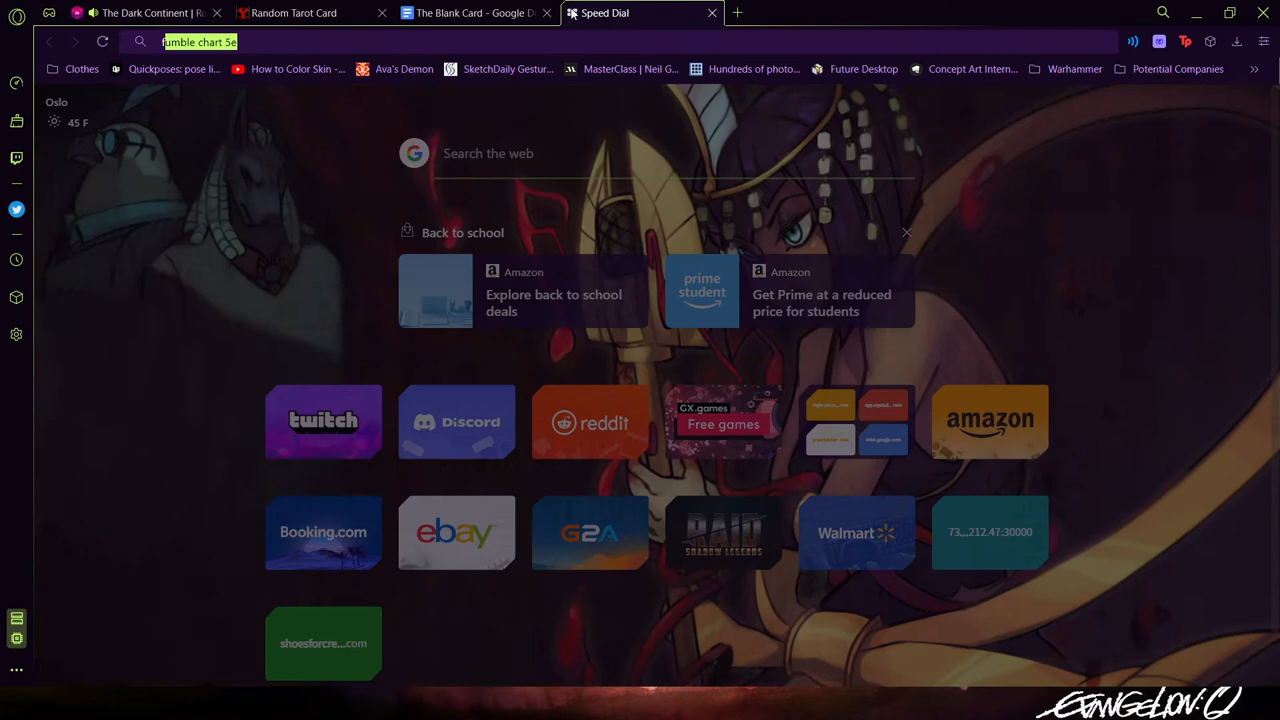 The Dark Continent | Ro
Random Tarot Card
The Blank Card - Google D
Speed Dial
fumble chart 5e
Clothes
Quickposes: pose li...
How to Color Skin -...
Ava's Demon
SketchDaily Gestur...
MasterClass | Neil G...
Hundreds of photo...
Future Desktop
Concept Art Intern...
Warhammer
Potential Companies
Oslo
45 F
Search the web
Back to school
Amazon
Explore back to school
deals
prime
student
Amazon
Get Prime at a reduced
price for students
twitch
Discord
reddit
GX.games
Free games
amazon
Booking.com
ebay
G2A
RAID
SHADOW LEGENDS
Walmart
73,,,212.47:30000
shoesforcre...com
EVANGELION: